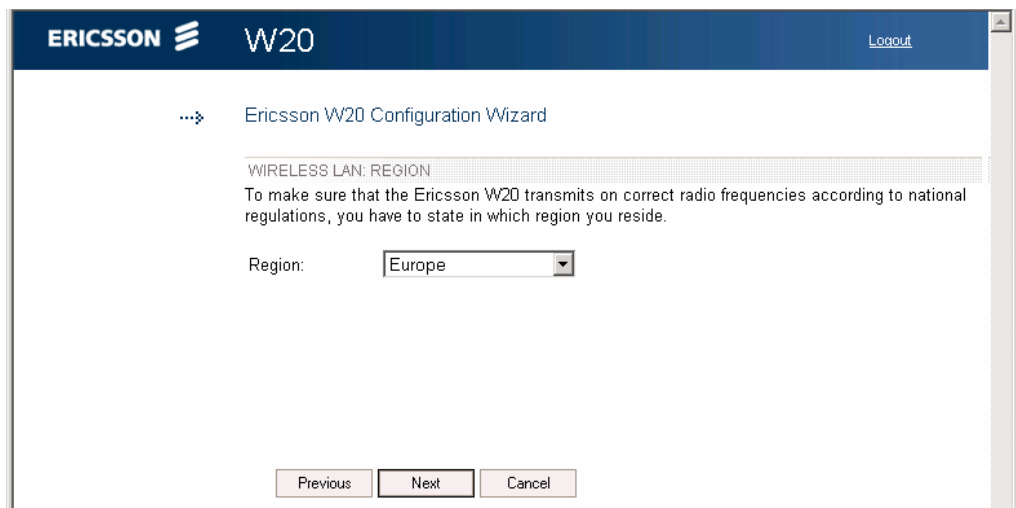 ERICSSON W20 Logout
Ericsson W20 Configuration Wizard
WIRELESS LAN: REGION
To make sure that the Ericsson W20 transmits on correct radio frequencies according to national
regulations, you have to state in which region you reside.
Region: Europe
Previous Next Cancel